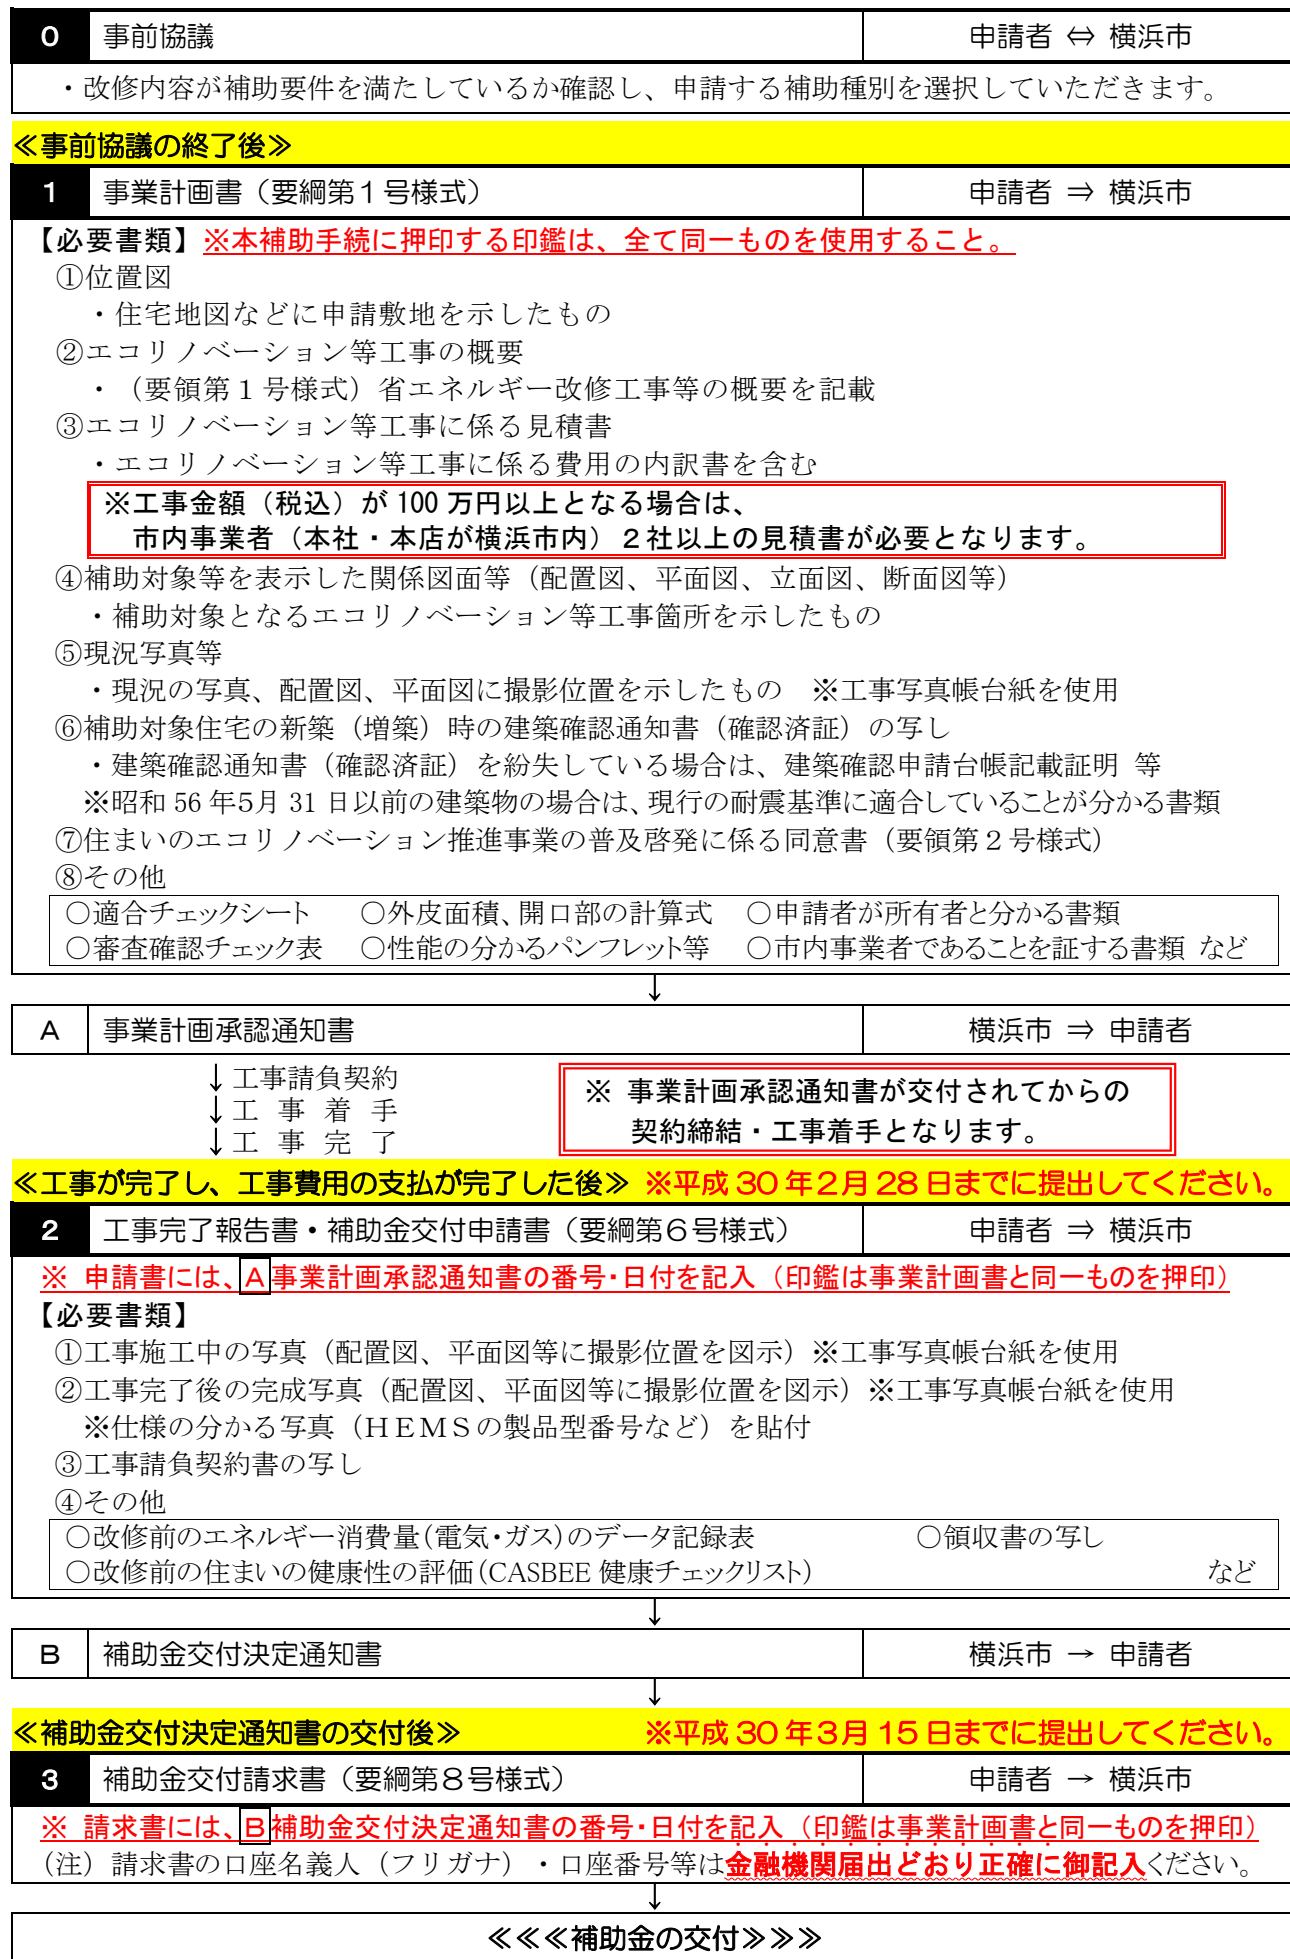 ０ 事前協議 申請者 ⇔ 横浜市
・改修内容が補助要件を満たしているか確認し、申請する補助種別を選択していただきます。
≪事前協議の終了後≫
１ 事業計画書（要綱第１号様式） 申請者 ⇒ 横浜市
【必要書類】※本補助手続に押印する印鑑は、全て同一ものを使用すること。
①位置図
・住宅地図などに申請敷地を示したもの
②エコリノベーション等工事の概要
・（要領第１号様式）省エネルギー改修工事等の概要を記載
③エコリノベーション等工事に係る見積書
・エコリノベーション等工事に係る費用の内訳書を含む
※工事金額（税込）が 100 万円以上となる場合は、
市内事業者（本社・本店が横浜市内）２社以上の見積書が必要となります。
④補助対象等を表示した関係図面等（配置図、平面図、立面図、断面図等）
・補助対象となるエコリノベーション等工事箇所を示したもの
⑤現況写真等
・現況の写真、配置図、平面図に撮影位置を示したもの　※工事写真帳台紙を使用
⑥補助対象住宅の新築（増築）時の建築確認通知書（確認済証）の写し
・建築確認通知書（確認済証）を紛失している場合は、建築確認申請台帳記載証明 等
※昭和 56 年５月 31 日以前の建築物の場合は、現行の耐震基準に適合していることが分かる書類
⑦住まいのエコリノベーション推進事業の普及啓発に係る同意書（要領第２号様式）
⑧その他
○適合チェックシート ○外皮面積、開口部の計算式 ○申請者が所有者と分かる書類
○審査確認チェック表 ○性能の分かるパンフレット等 ○市内事業者であることを証する書類 など
↓
Ａ 事業計画承認通知書 横浜市 ⇒ 申請者
↓工事請負契約
↓工 事 着 手
↓工 事 完 了
※ 事業計画承認通知書が交付されてからの
契約締結・工事着手となります。
≪工事が完了し、工事費用の支払が完了した後≫ ※平成 30 年２月 28 日までに提出してください。
２ 工事完了報告書・補助金交付申請書（要綱第６号様式） 申請者 ⇒ 横浜市
※ 申請書には、Ａ事業計画承認通知書の番号・日付を記入（印鑑は事業計画書と同一ものを押印）
【必要書類】
①工事施工中の写真（配置図、平面図等に撮影位置を図示）※工事写真帳台紙を使用
②工事完了後の完成写真（配置図、平面図等に撮影位置を図示）※工事写真帳台紙を使用
※仕様の分かる写真（ＨＥＭＳの製品型番号など）を貼付
③工事請負契約書の写し
④その他
○改修前のエネルギー消費量（電気・ガス）のデータ記録表 ○領収書の写し
○改修前の住まいの健康性の評価（CASBEE 健康チェックリスト） など
↓
Ｂ 補助金交付決定通知書 横浜市 → 申請者
↓
≪補助金交付決定通知書の交付後≫ ※平成 30 年３月 15 日までに提出してください。
３ 補助金交付請求書（要綱第８号様式） 申請者 → 横浜市
※ 請求書には、Ｂ補助金交付決定通知書の番号・日付を記入（印鑑は事業計画書と同一ものを押印）
（注）請求書の口座名義人（フリガナ）・口座番号等は金融機関届出どおり正確に御記入ください。
↓
≪≪≪補助金の交付≫≫≫